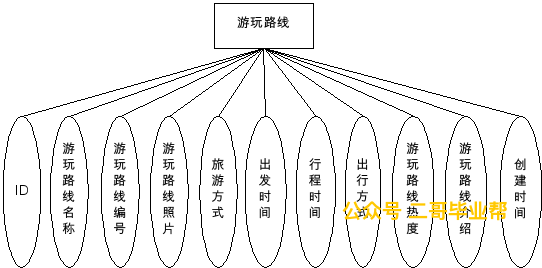 游玩路线
ID
游玩路线名称
游玩路线编号
游玩路线照片
旅游方式
出发时间
行程时间
出行方式
游玩路线热度
游玩路线介绍
创建时间
公众号 二哥毕业帮